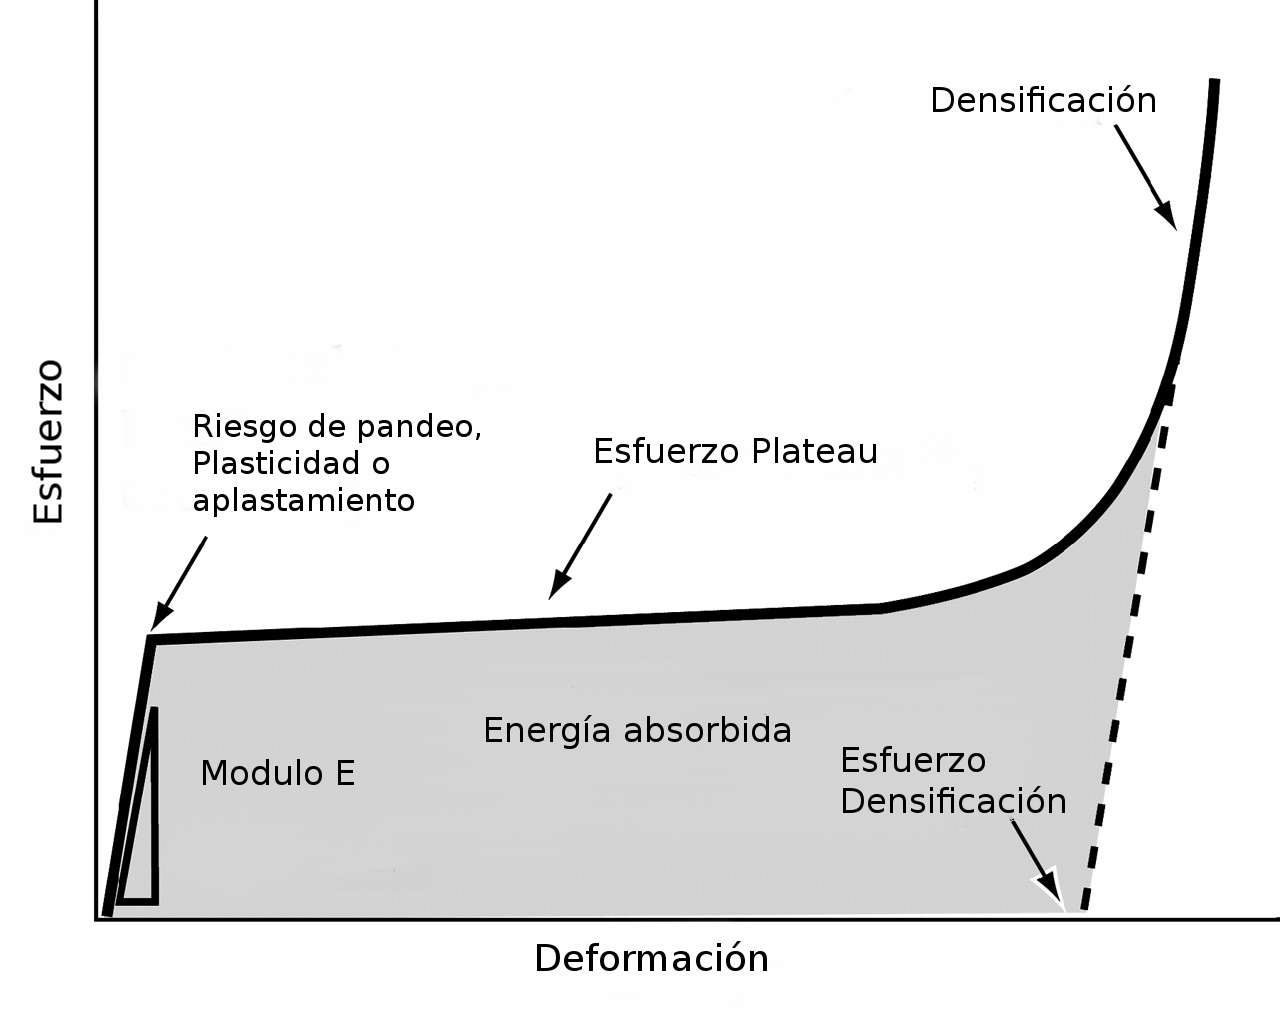 Densificación
Riesgo de pandeo,
Plasticidad o
aplastamiento
Esfuerzo Plateau
Esfuerzo
Energía absorbida
Modulo E
Esfuerzo
Densificación
Deformación